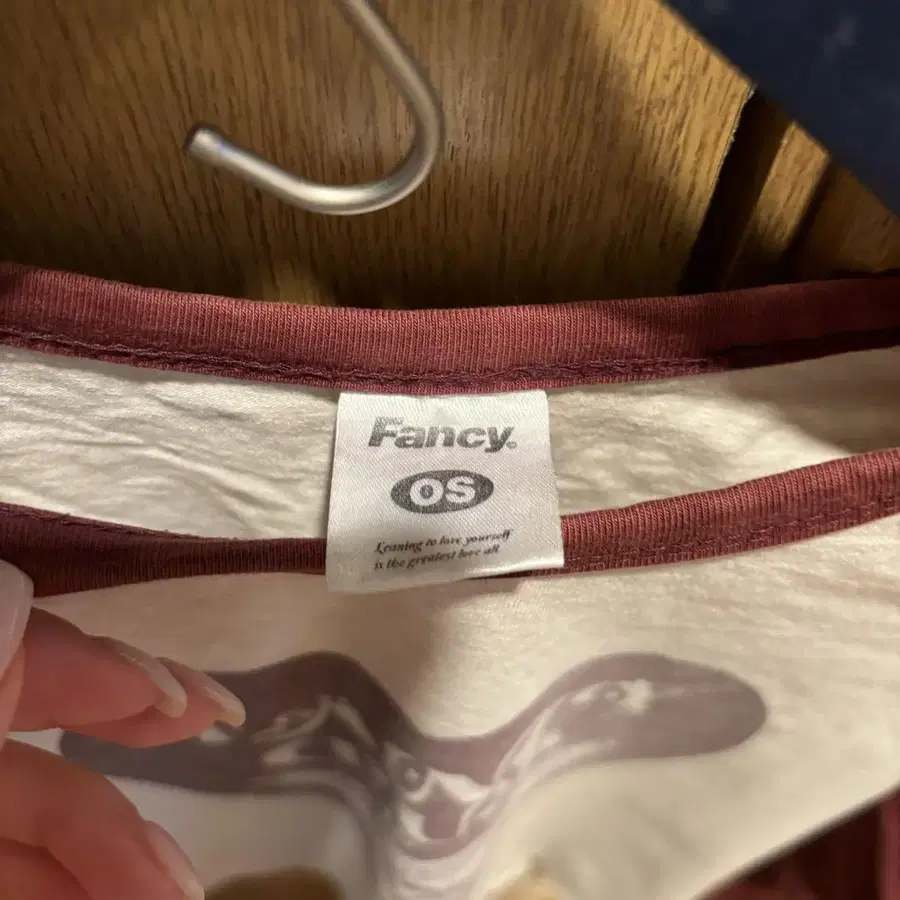 Fancy.
OS
Leaning to love yourself
is the greatest love all